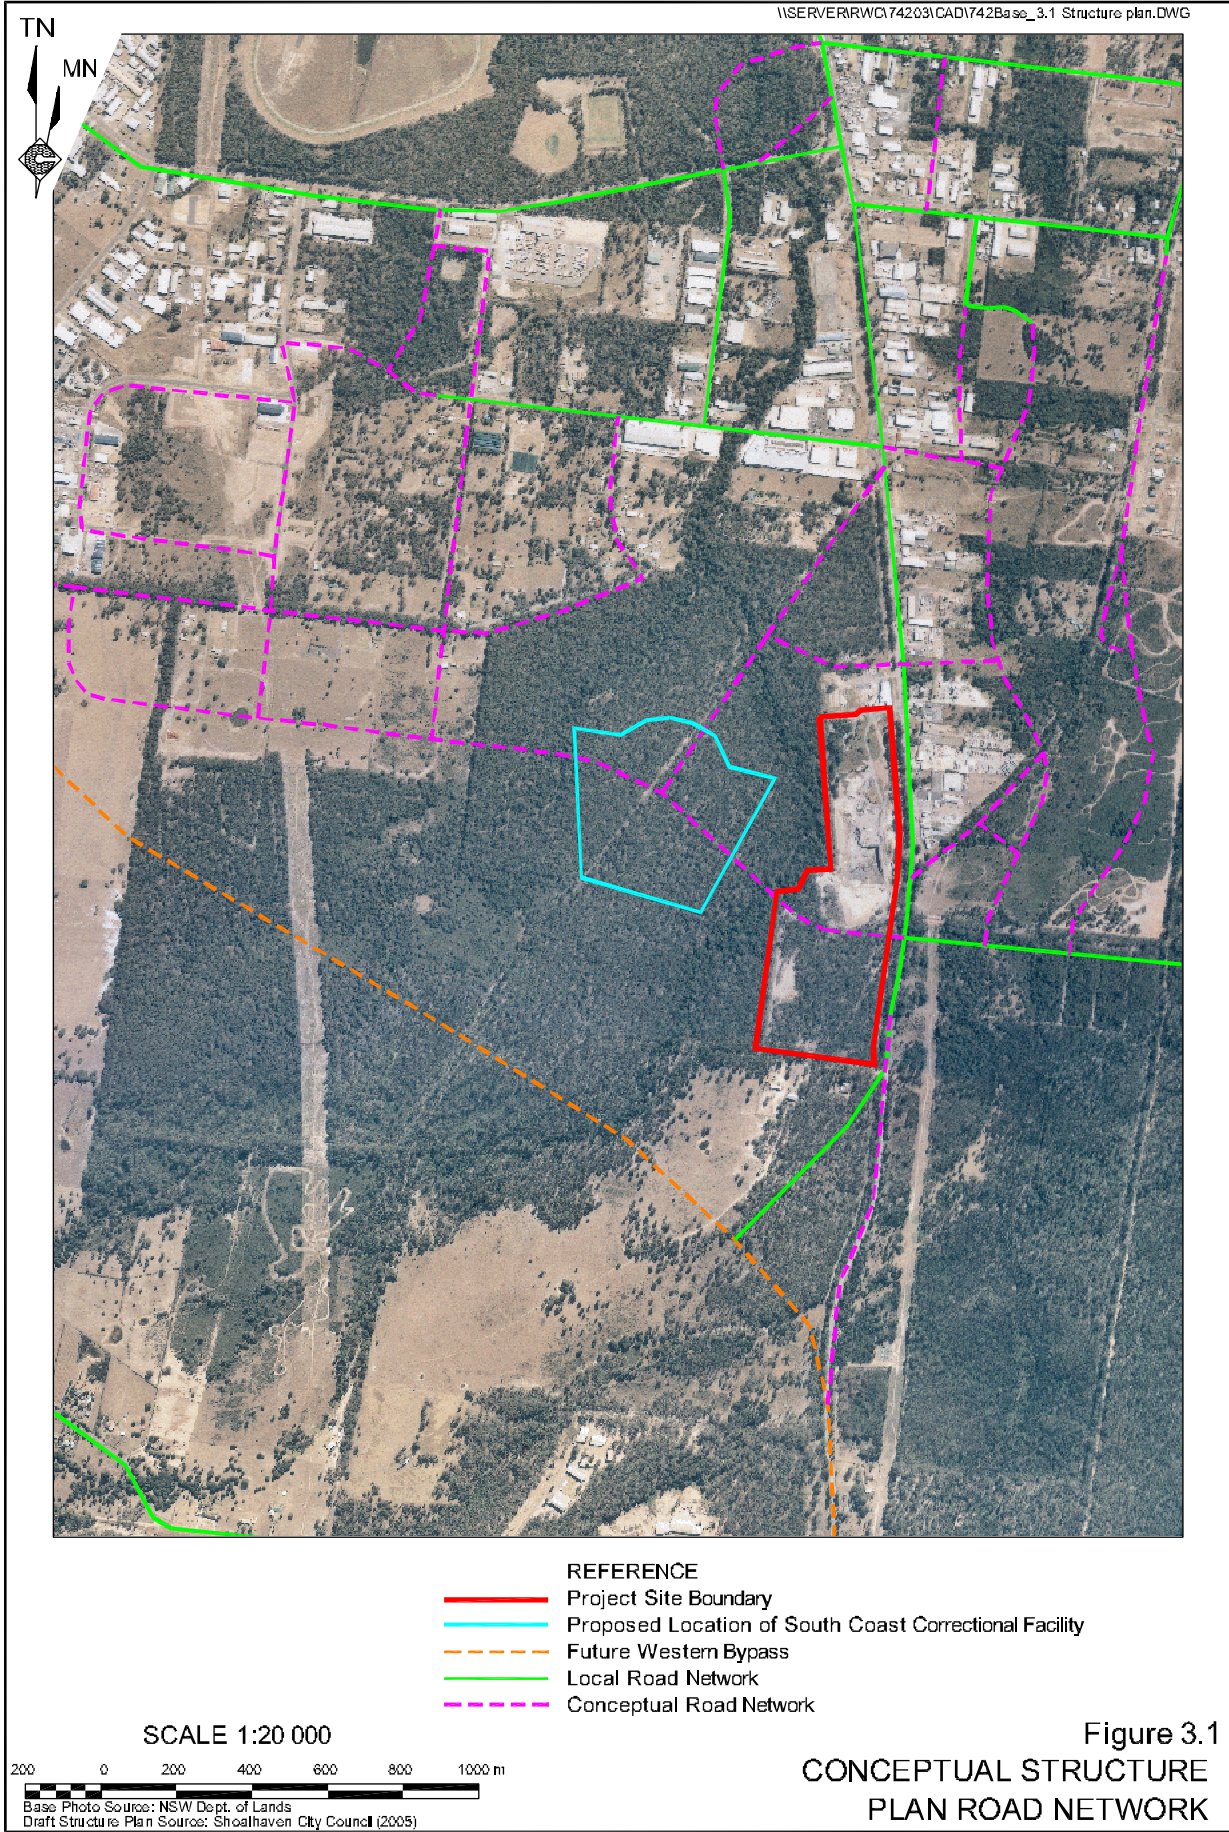 \\SERVER\RWC\74203\CAD\742Base_3.1 Structure plan.DWG
TN
MN
REFERENCE
Project Site Boundary
Proposed Location of South Coast Correctional Facility
Future Western Bypass
Local Road Network
Conceptual Road Network
SCALE 1:20 000
Figure 3.1
200 0 200 400 600 800 1000 m
CONCEPTUAL STRUCTURE
PLAN ROAD NETWORK
Base Photo Source: NSW Dept. of Lands
Draft Structure Plan Source: Shoalhaven City Council (2005)